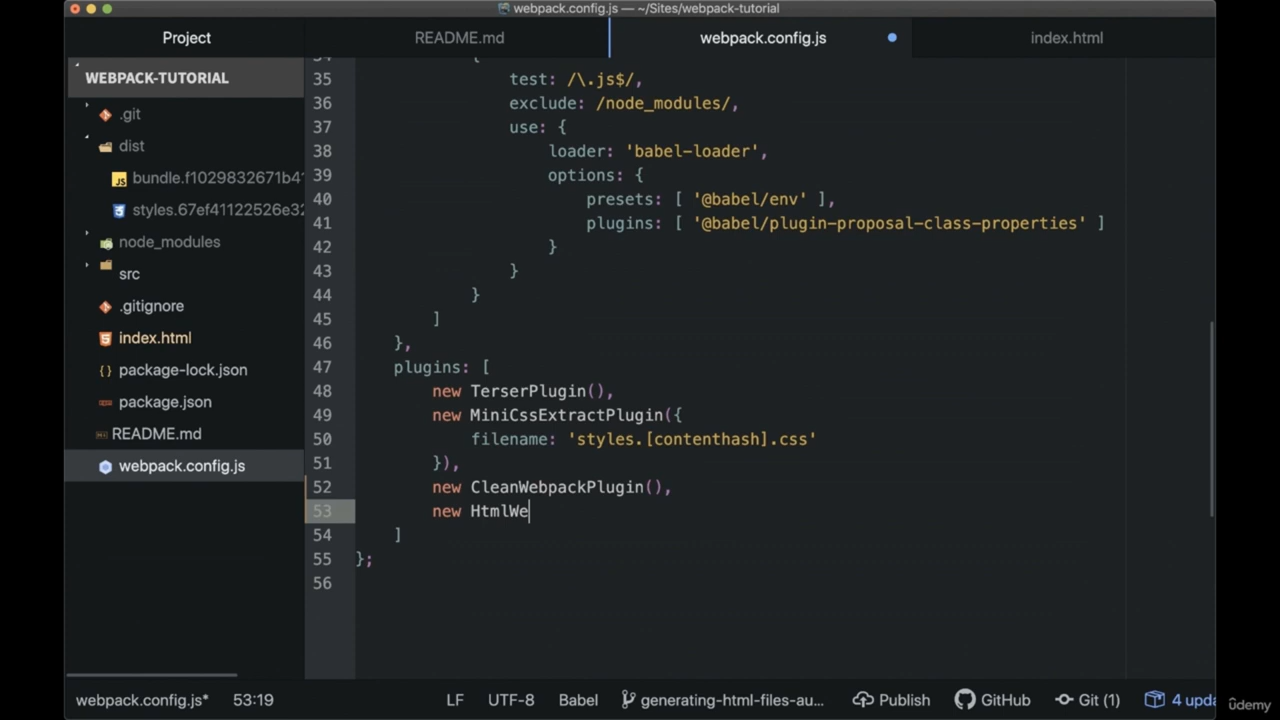 webpack.config.js — ~/Sites/webpack-tutorial
Project
README.md
webpack.config.js
index.html
WEBPACK-TUTORIAL
.git
dist
bundle.f1029832671b41
styles.67ef41122526e32
node_modules
src
.gitignore
index.html
package-lock.json
package.json
README.md
webpack.config.js
34 {
35 test: /\.js$/,
36 exclude: /node_modules/,
37 use: {
38 loader: 'babel-loader',
39 options: {
40 presets: [ '@babel/env' ],
41 plugins: [ '@babel/plugin-proposal-class-properties' ]
42 }
43 }
44 }
45 ]
46 },
47 plugins: [
48 new TerserPlugin(),
49 new MiniCssExtractPlugin({
50 filename: 'styles.[contenthash].css'
51 }),
52 new CleanWebpackPlugin(),
53 new HtmlWe
54 ]
55 };
56
webpack.config.js* 53:19 LF UTF-8 Babel generating-html-files-au... Publish GitHub Git (1) 4 upda
ûdemy